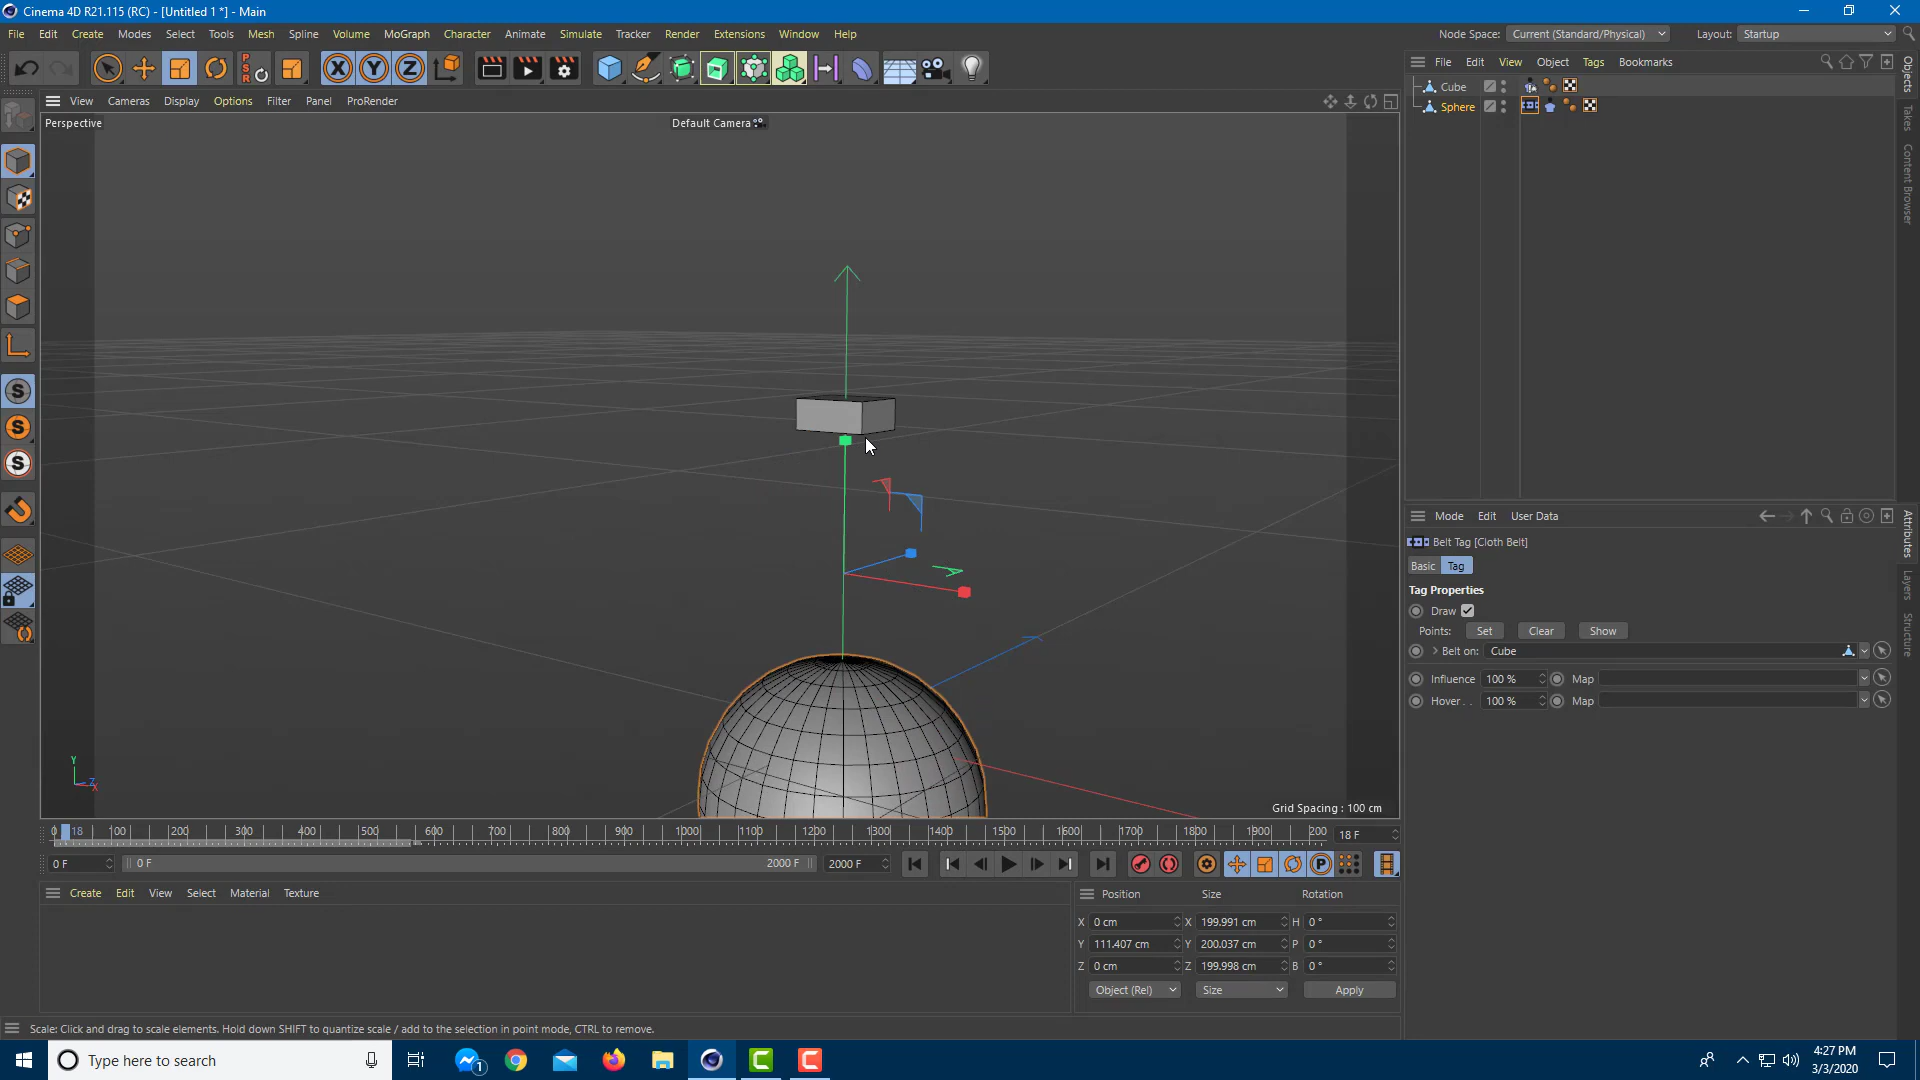 Cinema 4D R21.115 (RC) - [Untitled 1 *] - Main
File Edit Create Modes Select Tools Mesh Spline Volume MoGraph Character Animate Simulate Tracker Render Extensions Window Help Node Space: Current (Standard/Physical) Layout: Startup
X Y Z
File Edit View Object Tags Bookmarks
Cube
Sphere
View Cameras Display Options Filter Panel ProRender
Perspective
Default Camera
Objects
Takes
Content Browser
Mode Edit User Data
Belt Tag [Cloth Belt]
Basic Tag
Tag Properties
Draw
Points: Set Clear Show
Belt on: Cube
Influence 100 % Map
Hover . . 100 % Map
Attributes
Layers
Structure
Y
Z
X
Grid Spacing : 100 cm
0 18 100 200 300 400 500 600 700 800 900 1000 1100 1200 1300 1400 1500 1600 1700 1800 1900 200 18 F
0 F 0 F 2000 F 2000 F
Create Edit View Select Material Texture
Position Size Rotation
X 0 cm X 199.991 cm H 0 °
Y 111.407 cm Y 200.037 cm P 0 °
Z 0 cm Z 199.998 cm B 0 °
Object (Rel) Size Apply
Scale: Click and drag to scale elements. Hold down SHIFT to quantize scale / add to the selection in point mode, CTRL to remove.
Type here to search
1
4:27 PM
3/3/2020